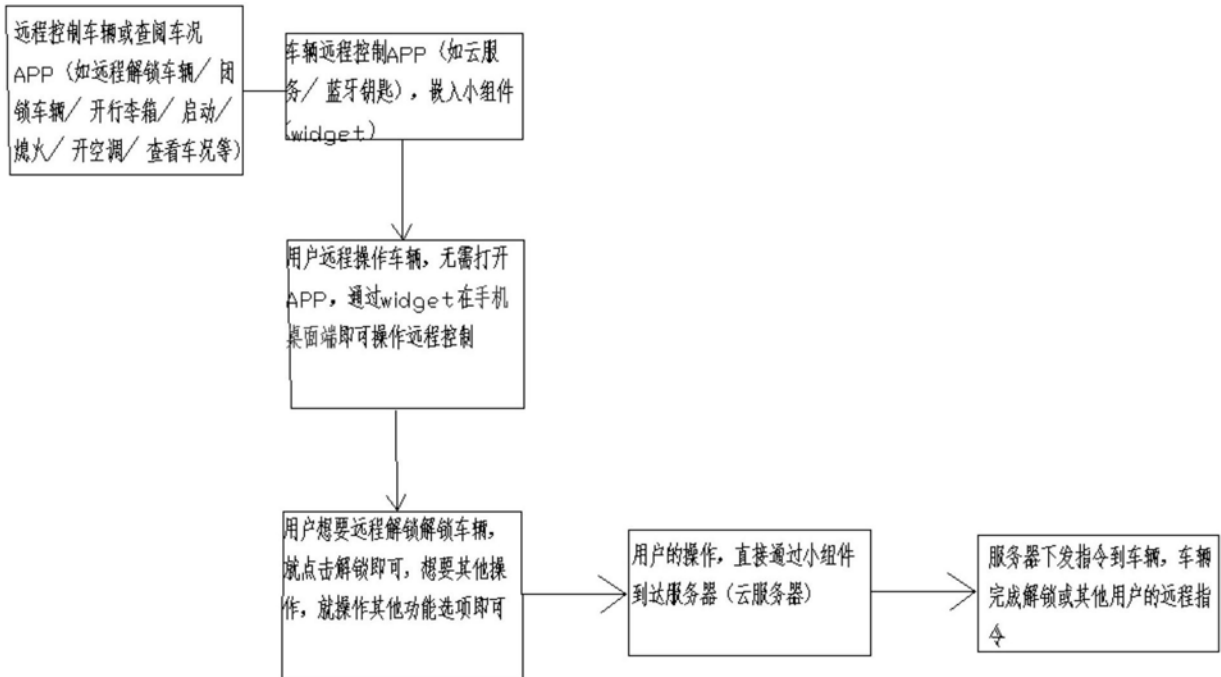 远程控制车辆或查阅车况
APP（如远程解锁车辆/ 闭
锁车辆/ 开行李箱/ 启动/
熄火/ 开空调/ 查看车况等）
车辆远程控制APP（如云服
务/ 蓝牙钥匙），嵌入小组件
（widget）
用户远程操作车辆，无需打开
APP，通过widget在手机
桌面端即可操作远程控制
用户想要远程解锁解锁车辆，
就点击解锁即可，想要其他操
作，就操作其他功能选项即可
用户的操作，直接通过小组件
到达服务器（云服务器）
服务器下发指令到车辆，车辆
完成解锁或其他用户的远程指
令